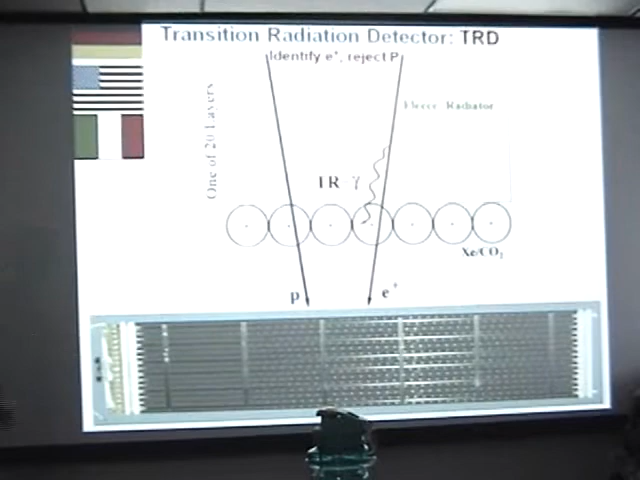 Transition Radiation Detector: TRD
Identify e⁺, reject P
One of 20 Layers
Fleece Radiator
TR γ
Xe/CO₂
p
e⁺